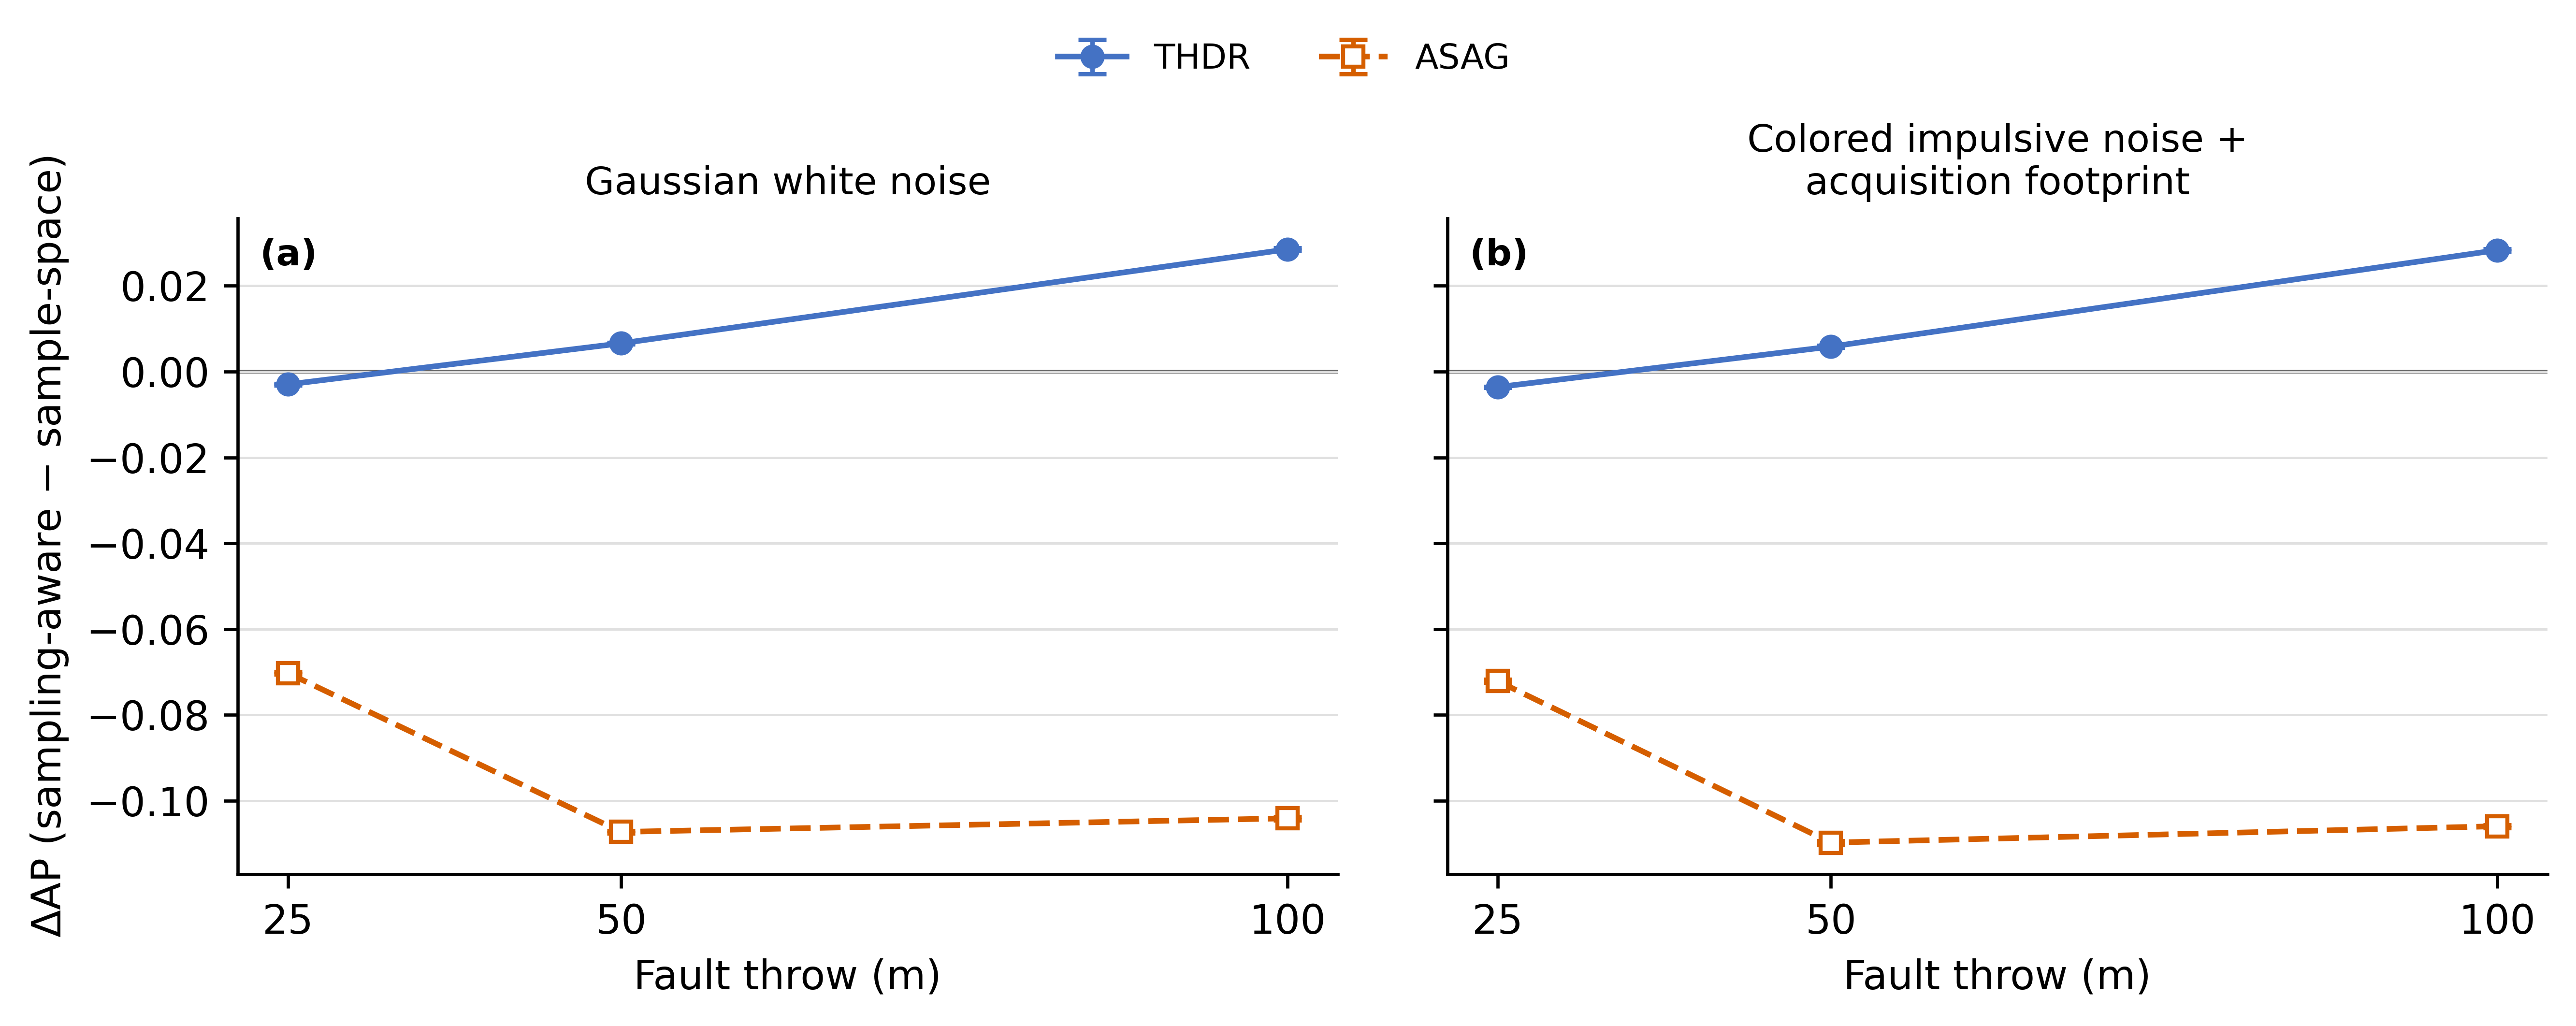 THDR
ASAG
Gaussian white noise
Colored impulsive noise +
acquisition footprint
ΔAP (sampling-aware − sample-space)
(a)
(b)
0.02
0.00
−0.02
−0.04
−0.06
−0.08
−0.10
25 50 100
25 50 100
Fault throw (m)
Fault throw (m)